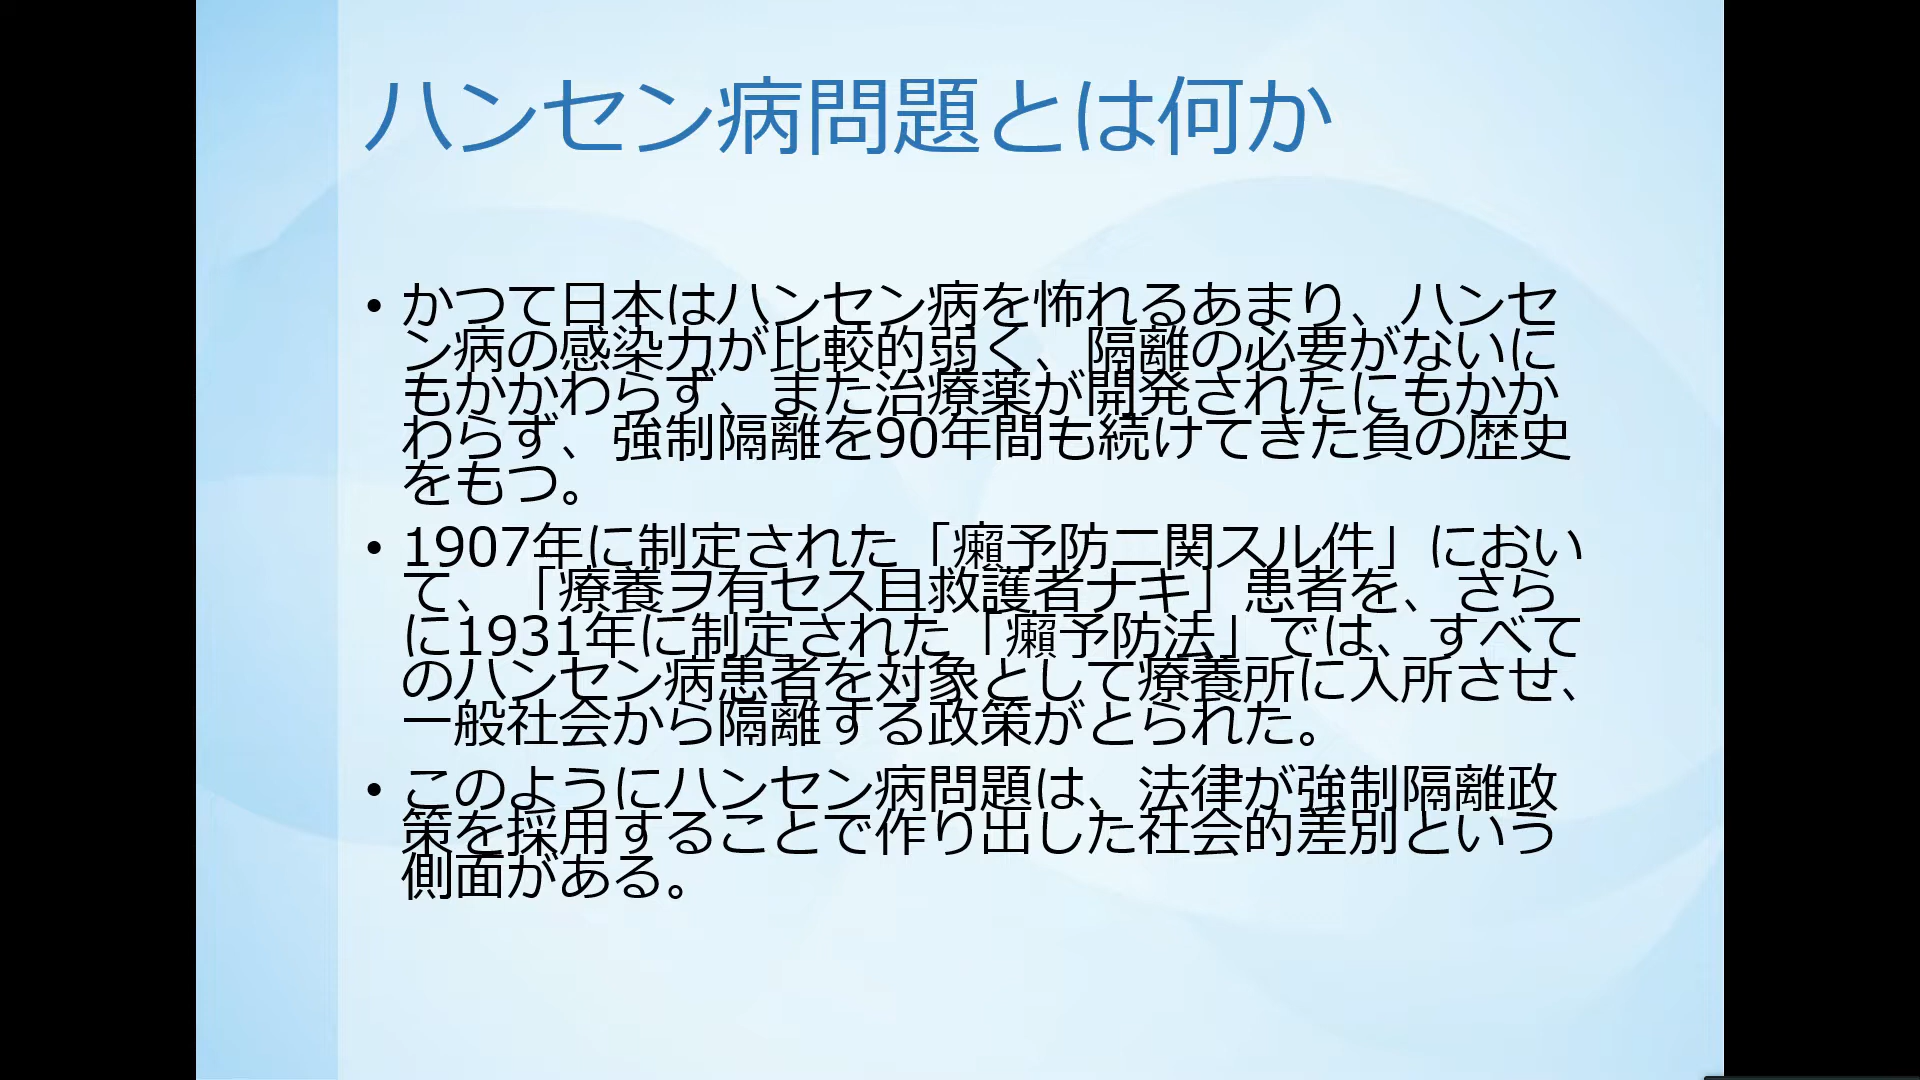 ハンセン病問題とは何か
• かつて日本はハンセン病を怖れるあまり、ハンセ
ン病の感染力が比較的弱く、隔離の必要がないに
もかかわらず、また治療薬が開発されたにもかか
わらず、強制隔離を90年間も続けてきた負の歴史
をもつ。
• 1907年に制定された「癩予防ニ関スル件」におい
て、「療養ヲ有セス且救護者ナキ」患者を、さら
に1931年に制定された「癩予防法」では、すべて
のハンセン病患者を対象として療養所に入所させ、
一般社会から隔離する政策がとられた。
• このようにハンセン病問題は、法律が強制隔離政
策を採用することで作り出した社会的差別という
側面がある。